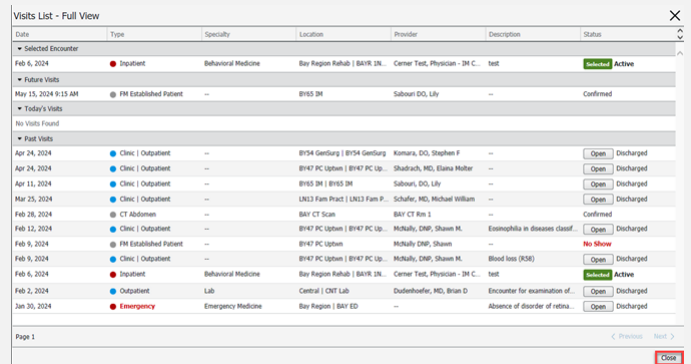 Visits List - Full View
Date Type Specialty Location Provider Description Status
Selected Encounter
Feb 6, 2024 Inpatient Behavioral Medicine Bay Region Rehab | BAYR 1N... Cerner Test, Physician - IM C... test Selected Active
Future Visits
May 15, 2024 9:15 AM FM Established Patient -- BY65 IM Sabouri DO, Lily -- Confirmed
Today's Visits
No Visits Found
Past Visits
Apr 24, 2024 Clinic | Outpatient -- BY54 GenSurg | BY54 GenSurg Komara, DO, Stephen F -- Open Discharged
Apr 24, 2024 Clinic | Outpatient -- BY47 PC Uptwn | BY47 PC Up... Shadrach, MD, Elaina Molter -- Open Discharged
Apr 11, 2024 Clinic | Outpatient -- BY65 IM | BY65 IM Sabouri, DO, Lily -- Open Discharged
Mar 25, 2024 Clinic | Outpatient -- LN13 Fam Pract | LN13 Fam P... Schafer, MD, Michael William -- Open Discharged
Feb 28, 2024 CT Abdomen -- BAY CT Scan BAY CT Rm 1 -- Confirmed
Feb 12, 2024 Clinic | Outpatient -- BY47 PC Uptwn | BY47 PC Up... McNally, DNP, Shawn M. Eosinophilia in diseases classif... Open Discharged
Feb 9, 2024 FM Established Patient -- BY47 PC Uptwn McNally DNP, Shawn -- No Show
Feb 9, 2024 Clinic | Outpatient -- BY47 PC Uptwn | BY47 PC Up... McNally, DNP, Shawn M. Blood loss (R58) Open Discharged
Feb 6, 2024 Inpatient Behavioral Medicine Bay Region Rehab | BAYR 1N... Cerner Test, Physician - IM C... test Selected Active
Feb 2, 2024 Outpatient Lab Central | CNT Lab Dudenhoefer, MD, Brian D Encounter for examination of... Open Discharged
Jan 30, 2024 Emergency Emergency Medicine Bay Region | BAY ED -- Absence of disorder of retina... Open Discharged
Page 1 Previous Next
Close